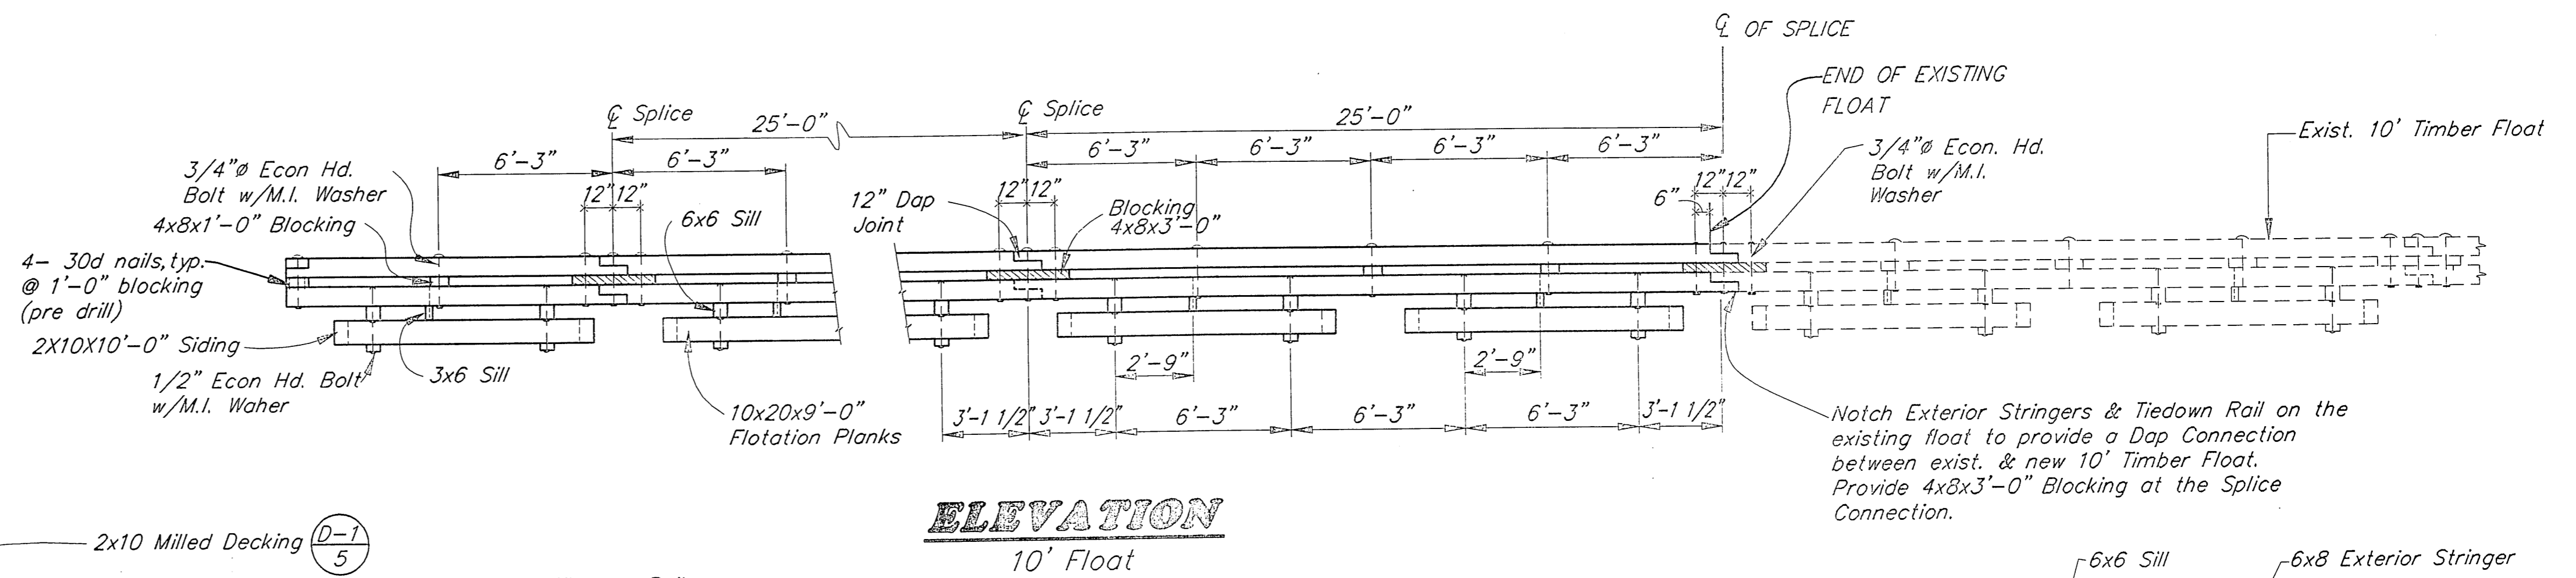 ℄ OF SPLICE
END OF EXISTING
FLOAT
℄ Splice
25'-0"
℄ Splice
25'-0"
Exist. 10' Timber Float
6'-3"
6'-3"
6'-3"
6'-3"
6'-3"
6'-3"
3/4"ø Econ Hd.
Bolt w/M.I. Washer
3/4"ø Econ. Hd.
Bolt w/M.I.
Washer
12"
12"
12"
12"
12"
12"
6"
4x8x1'-0" Blocking
6x6 Sill
12" Dap
Joint
Blocking
4x8x3'-0"
4- 30d nails, typ.
@ 1'-0" blocking
(pre drill)
2X10X10'-0" Siding
1/2" Econ Hd. Bolt
w/M.I. Waher
3x6 Sill
10x20x9'-0"
Flotation Planks
2'-9"
2'-9"
3'-1 1/2"
3'-1 1/2"
6'-3"
6'-3"
6'-3"
3'-1 1/2"
Notch Exterior Stringers & Tiedown Rail on the
existing float to provide a Dap Connection
between exist. & new 10' Timber Float.
Provide 4x8x3'-0" Blocking at the Splice
Connection.
ELEVATION
10' Float
2x10 Milled Decking
D-1
5
6x6 Sill
6x8 Exterior Stringer